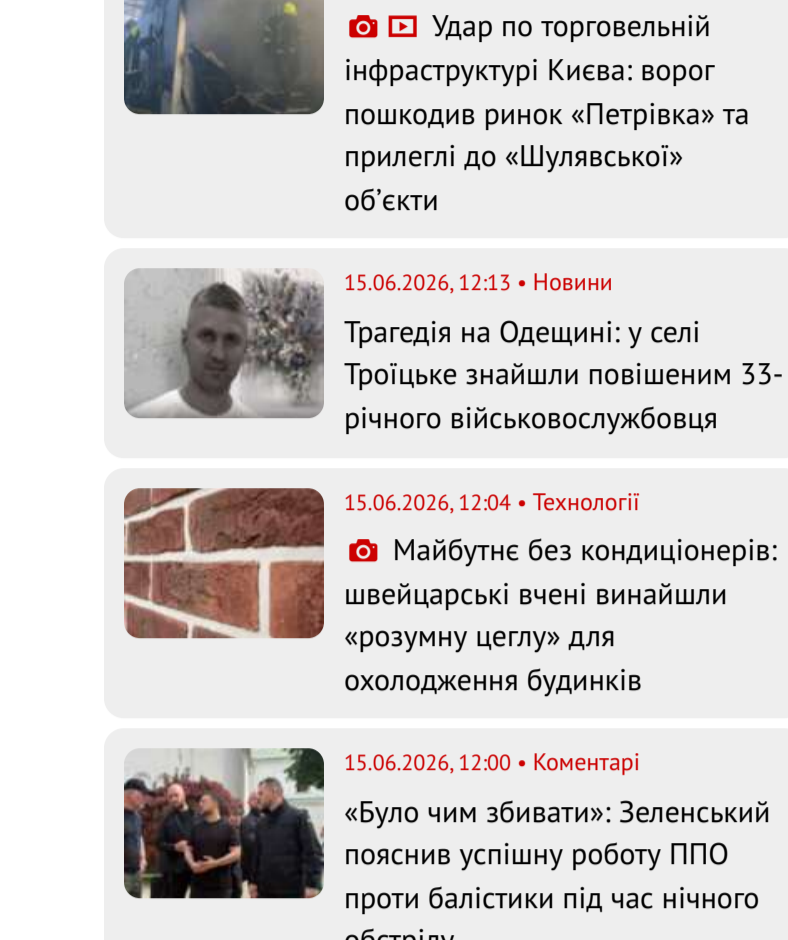 Удар по торговельній
інфраструктурі Києва: ворог
пошкодив ринок «Петрівка» та
прилеглі до «Шулявської»
об’єкти
15.06.2026, 12:13 • Новини
Трагедія на Одещині: у селі
Троїцьке знайшли повішеним 33-
річного військовослужбовця
15.06.2026, 12:04 • Технології
Майбутнє без кондиціонерів:
швейцарські вчені винайшли
«розумну цеглу» для
охолодження будинків
15.06.2026, 12:00 • Коментарі
«Було чим збивати»: Зеленський
пояснив успішну роботу ППО
проти балістики під час нічного
обстрілу